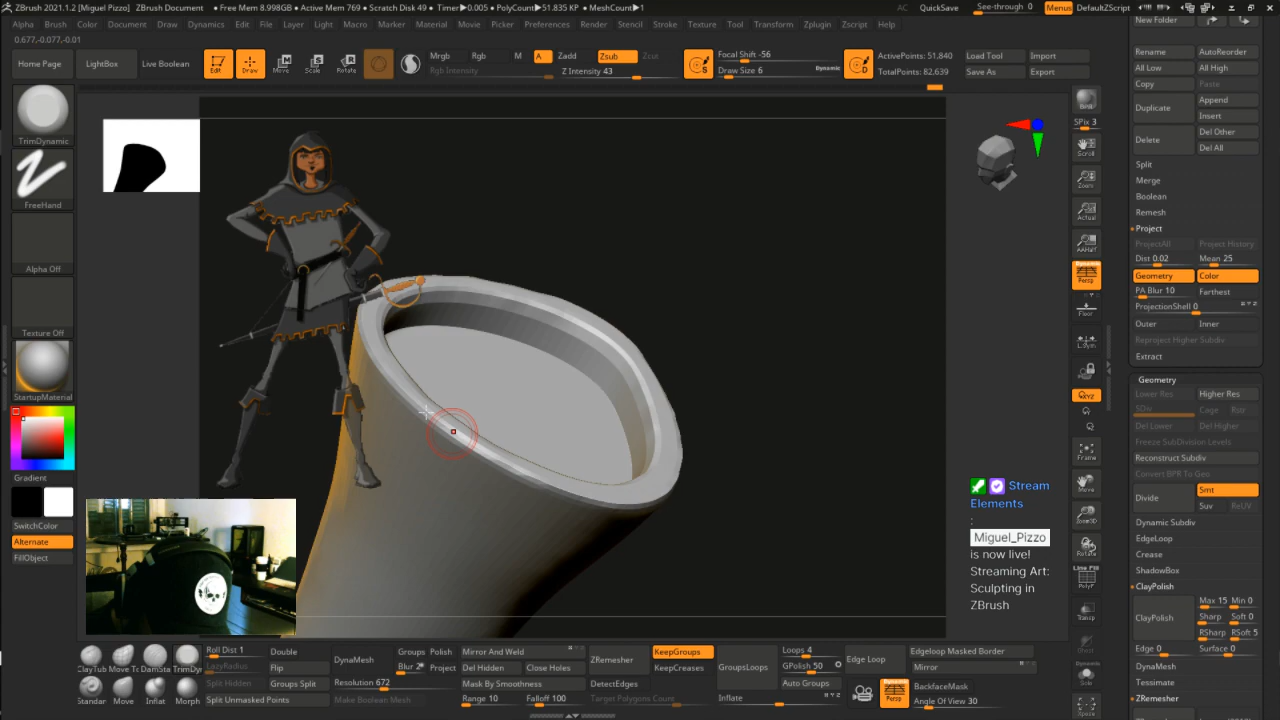 ZBrush 2021.1.2 [Miguel Pizzo] ZBrush Document • Free Mem 8.998GB • Active Mem 769 • Scratch Disk 49 • Timer▶0.005 • PolyCount▶51.835 KP • MeshCount▶1 AC QuickSave See-through 0 Menus DefaultZScript
Alpha Brush Color Document Draw Dynamics Edit File Layer Light Macro Marker Material Movie Picker Preferences Render Stencil Stroke Texture Tool Transform Zplugin Zscript Help
0.677,-0.077,-0.01
Home Page LightBox Live Boolean Edit Draw Move Scale Rotate
Mrgb Rgb M A Zadd Zsub Zcut
Rgb Intensity Z Intensity 43
Focal Shift -56
Draw Size 6 Dynamic
ActivePoints: 51,840 Load Tool Import
TotalPoints: 82,639 Save As Export
TrimDynamic
FreeHand
Alpha Off
Texture Off
StartupMaterial
Gradient
SwitchColor
Alternate
FillObject
BPR
SPix 3
Scroll
Zoom
Actual
AAHalf
Dynamic
Persp
Floor
L.Sym
XYZ
Frame
Move
Zoom3D
Rotate
Line Fill
PolyF
Transp
Ghost
Dynamic
Solo
Xpose
New Folder
Rename AutoReorder
All Low All High
Copy Paste
Duplicate Append
Insert
Delete Del Other
Del All
Split
Merge
Boolean
Remesh
Project
ProjectAll Project History
Dist 0.02 Mean 25
Geometry Color
PA Blur 10 Farthest
ProjectionShell 0
Outer Inner
Reproject Higher Subdiv
Extract
Geometry
Lower Res Higher Res
SDiv Cage Rstr
Del Lower Del Higher
Freeze SubDivision Levels
Reconstruct Subdiv
Convert BPR To Geo
Divide Smt
Suv ReUV
Dynamic Subdiv
EdgeLoop
Crease
ShadowBox
ClayPolish
Max 15 Min 0
ClayPolish Sharp Soft 0
RSharp RSoft 5
Edge 0 Surface 0
DynaMesh
Tessimate
ZRemesher
Stream
Elements
:
Miguel_Pizzo
is now live!
Streaming Art:
Sculpting in
ZBrush
ClayTub Move To DamSta TrimDy
Standar Move Inflat Morph
Roll Dist 1 Double
LazyRadius Flip
Split Hidden Groups Split
Split Unmasked Points
DynaMesh Groups Polish
Blur 2 Project
Resolution 672
Make Boolean Mesh
Mirror And Weld
Del Hidden Close Holes
Mask By Smoothness
Range 10 Falloff 100
ZRemesher KeepGroups
KeepCreases
DetectEdges
Target Polygons Count
GroupsLoops Loops 4
GPolish 50
Auto Groups
Inflate
Edge Loop Edgeloop Masked Border
Mirror
Persp BackfaceMask
Angle Of View 30